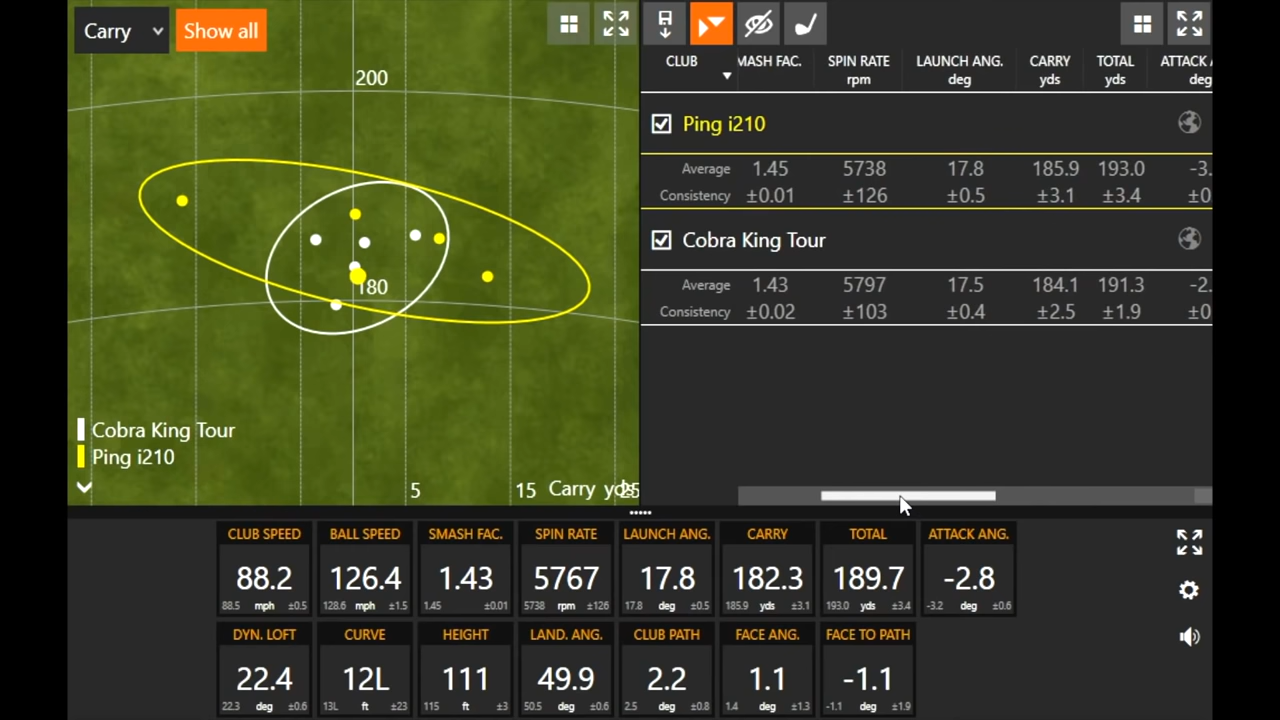 Carry
Show all
200
180
Cobra King Tour
Ping i210
5
15
Carry yds
25
CLUB
MASH FAC.
SPIN RATE
rpm
LAUNCH ANG.
deg
CARRY
yds
TOTAL
yds
ATTACK
deg
Ping i210
Average 1.45 5738 17.8 185.9 193.0 -3.
Consistency ±0.01 ±126 ±0.5 ±3.1 ±3.4 ±0
Cobra King Tour
Average 1.43 5797 17.5 184.1 191.3 -2.
Consistency ±0.02 ±103 ±0.4 ±2.5 ±1.9 ±0
CLUB SPEED BALL SPEED SMASH FAC. SPIN RATE LAUNCH ANG. CARRY TOTAL ATTACK ANG.
88.2 126.4 1.43 5767 17.8 182.3 189.7 -2.8
88.5 mph ±0.5 128.6 mph ±1.5 1.45 ±0.01 5738 rpm ±126 17.8 deg ±0.5 185.9 yds ±3.1 193.0 yds ±3.4 -3.2 deg ±0.6
DYN. LOFT CURVE HEIGHT LAND. ANG. CLUB PATH FACE ANG. FACE TO PATH
22.4 12L 111 49.9 2.2 1.1 -1.1
22.3 deg ±0.6 13L ft ±23 115 ft ±3 50.5 deg ±0.6 2.5 deg ±0.8 1.4 deg ±1.3 -1.1 deg ±1.9